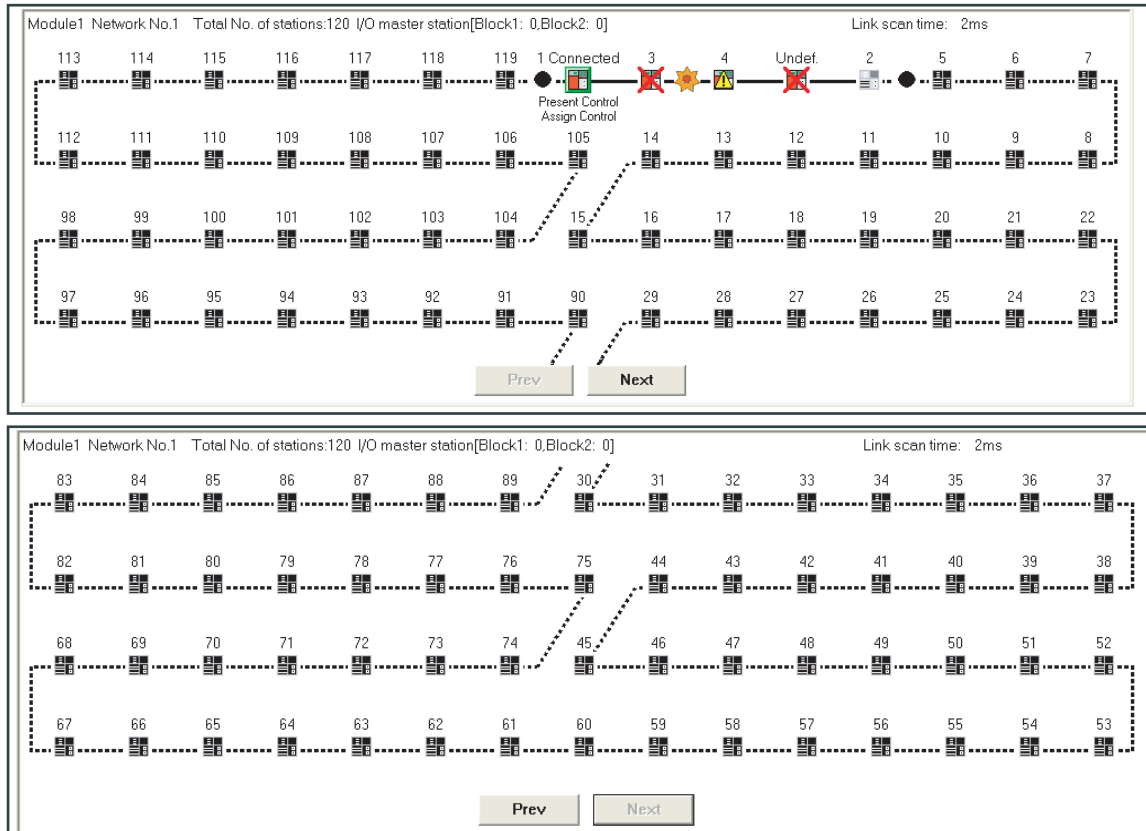 Module1 Network No.1 Total No. of stations:120 I/O master station[Block1: 0,Block2: 0] Link scan time: 2ms
113 114 115 116 117 118 119 1 Connected 3 4 Undef. 2 5 6 7
Present Control
Assign Control
112 111 110 109 108 107 106 105 14 13 12 11 10 9 8
98 99 100 101 102 103 104 15 16 17 18 19 20 21 22
97 96 95 94 93 92 91 90 29 28 27 26 25 24 23
Prev Next
Module1 Network No.1 Total No. of stations:120 I/O master station[Block1: 0,Block2: 0] Link scan time: 2ms
83 84 85 86 87 88 89 30 31 32 33 34 35 36 37
82 81 80 79 78 77 76 75 44 43 42 41 40 39 38
68 69 70 71 72 73 74 45 46 47 48 49 50 51 52
67 66 65 64 63 62 61 60 59 58 57 56 55 54 53
Prev Next